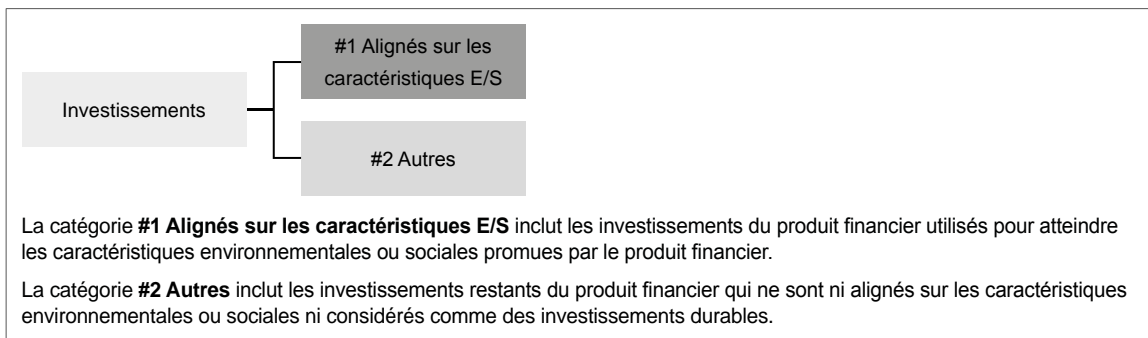 #1 Alignés sur les
caractéristiques E/S
Investissements
#2 Autres
La catégorie #1 Alignés sur les caractéristiques E/S inclut les investissements du produit financier utilisés pour atteindre
les caractéristiques environnementales ou sociales promues par le produit financier.
La catégorie #2 Autres inclut les investissements restants du produit financier qui ne sont ni alignés sur les caractéristiques
environnementales ou sociales ni considérés comme des investissements durables.